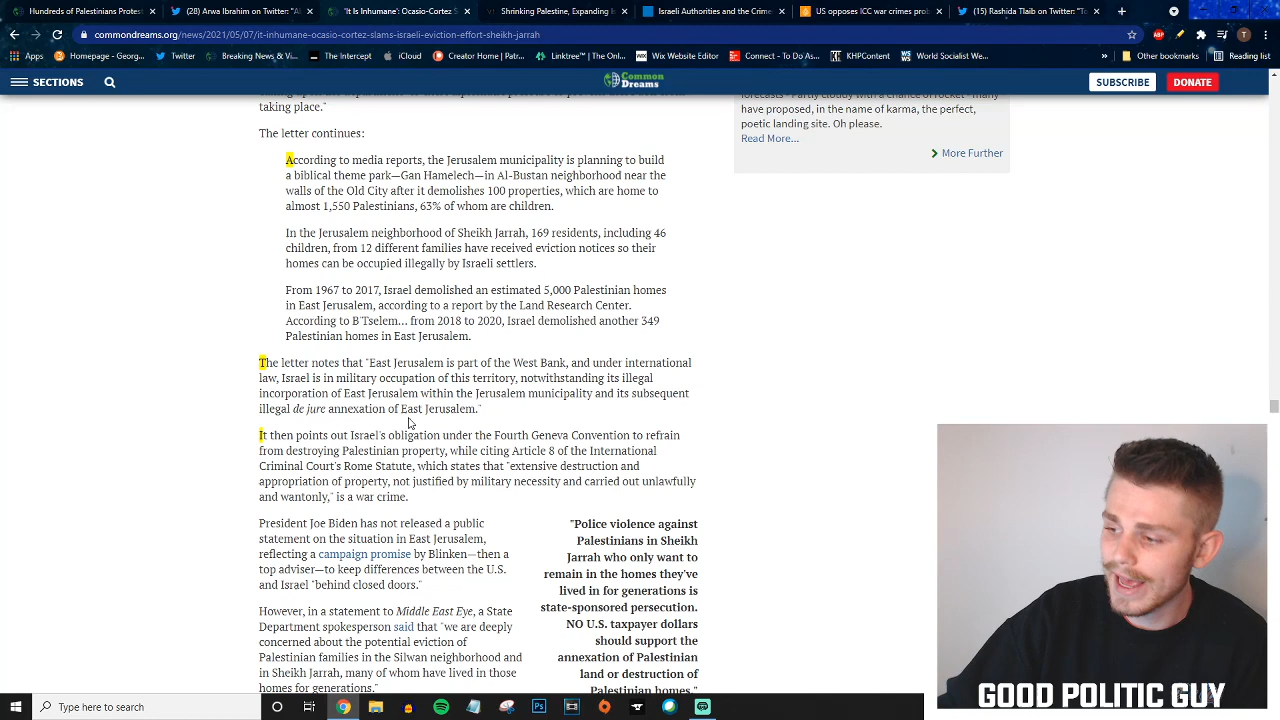 Hundreds of Palestinians Protest
(28) Arwa Ibrahim on Twitter: "Al
'It Is Inhumane': Ocasio-Cortez S
Shrinking Palestine, Expanding I
Israeli Authorities and the Crime
US opposes ICC war crimes prob
(15) Rashida Tlaib on Twitter: "To
commondreams.org/news/2021/05/07/it-inhumane-ocasio-cortez-slams-israeli-eviction-effort-sheikh-jarrah
Apps
Homepage - Georg...
Twitter
Breaking News & Vi...
The Intercept
iCloud
Creator Home | Patr...
Linktree™ | The Onl...
Wix Website Editor
Connect - To Do As...
KHPContent
World Socialist We...
Other bookmarks
Reading list
SECTIONS
Common Dreams
SUBSCRIBE
DONATE
taking place."
The letter continues:
According to media reports, the Jerusalem municipality is planning to build
a biblical theme park—Gan Hamelech—in Al-Bustan neighborhood near the
walls of the Old City after it demolishes 100 properties, which are home to
almost 1,550 Palestinians, 63% of whom are children.
In the Jerusalem neighborhood of Sheikh Jarrah, 169 residents, including 46
children, from 12 different families have received eviction notices so their
homes can be occupied illegally by Israeli settlers.
From 1967 to 2017, Israel demolished an estimated 5,000 Palestinian homes
in East Jerusalem, according to a report by the Land Research Center.
According to B'Tselem... from 2018 to 2020, Israel demolished another 349
Palestinian homes in East Jerusalem.
The letter notes that "East Jerusalem is part of the West Bank, and under international
law, Israel is in military occupation of this territory, notwithstanding its illegal
incorporation of East Jerusalem within the Jerusalem municipality and its subsequent
illegal de jure annexation of East Jerusalem."
It then points out Israel's obligation under the Fourth Geneva Convention to refrain
from destroying Palestinian property, while citing Article 8 of the International
Criminal Court's Rome Statute, which states that "extensive destruction and
appropriation of property, not justified by military necessity and carried out unlawfully
and wantonly," is a war crime.
President Joe Biden has not released a public
statement on the situation in East Jerusalem,
reflecting a campaign promise by Blinken—then a
top adviser—to keep differences between the U.S.
and Israel "behind closed doors."
However, in a statement to Middle East Eye, a State
Department spokesperson said that "we are deeply
concerned about the potential eviction of
Palestinian families in the Silwan neighborhood and
in Sheikh Jarrah, many of whom have lived in those
homes for generations."
"Police violence against
Palestinians in Sheikh
Jarrah who only want to
remain in the homes they've
lived in for generations is
state-sponsored persecution.
NO U.S. taxpayer dollars
should support the
annexation of Palestinian
land or destruction of
Palestinian homes."
forecasts - Partly cloudy with a chance of rocket - many
have proposed, in the name of karma, the perfect,
poetic landing site. Oh please.
Read More...
More Further
GOOD POLITIC GUY
Type here to search